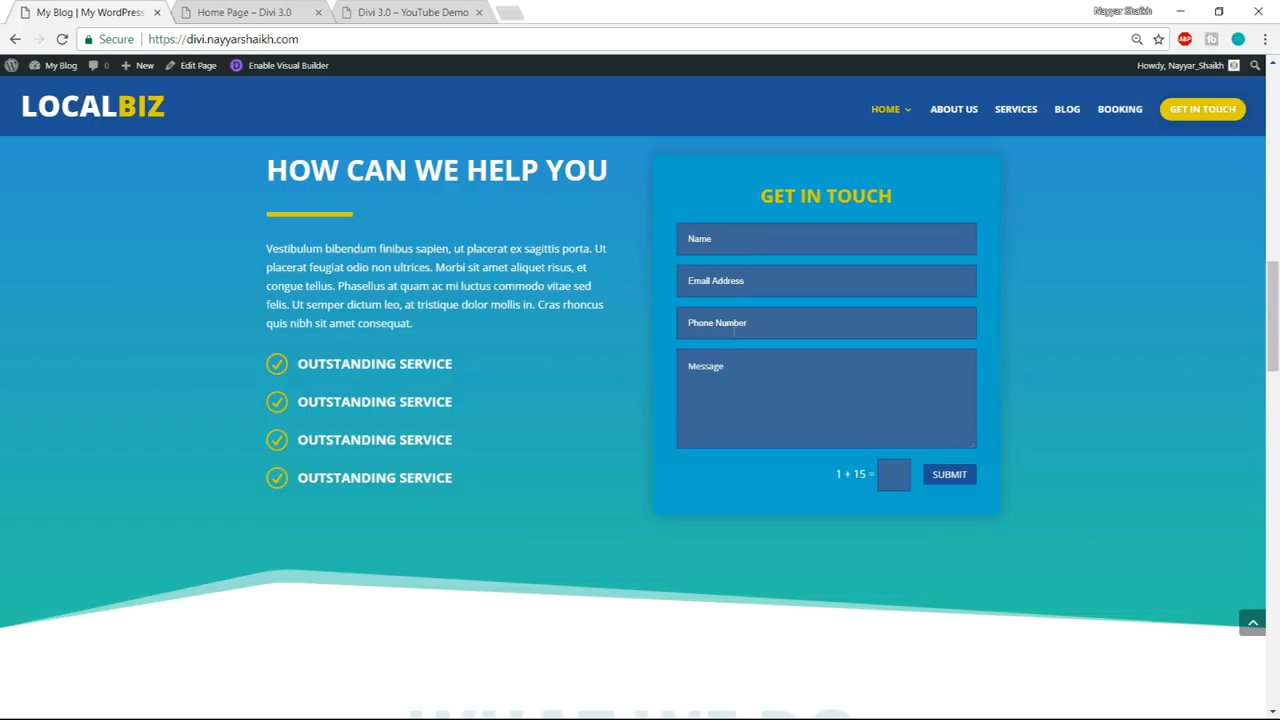 My Blog | My WordPress
Home Page – Divi 3.0
Divi 3.0 – YouTube Demo
Nayyar Shaikh
Secure
https://divi.nayyarshaikh.com
ABP
tb
My Blog
0
New
Edit Page
D
Enable Visual Builder
Howdy, Nayyar_Shaikh
LOCALBIZ
HOME
ABOUT US
SERVICES
BLOG
BOOKING
GET IN TOUCH
HOW CAN WE HELP YOU
Vestibulum bibendum finibus sapien, ut placerat ex sagittis porta. Ut
placerat feugiat odio non ultrices. Morbi sit amet aliquet risus, et
congue tellus. Phasellus at quam ac mi luctus commodo vitae sed
felis. Ut semper dictum leo, at tristique dolor mollis in. Cras rhoncus
quis nibh sit amet consequat.
OUTSTANDING SERVICE
OUTSTANDING SERVICE
OUTSTANDING SERVICE
OUTSTANDING SERVICE
GET IN TOUCH
Name
Email Address
Phone Number
Message
1 + 15 =
SUBMIT
WHAT WE DO